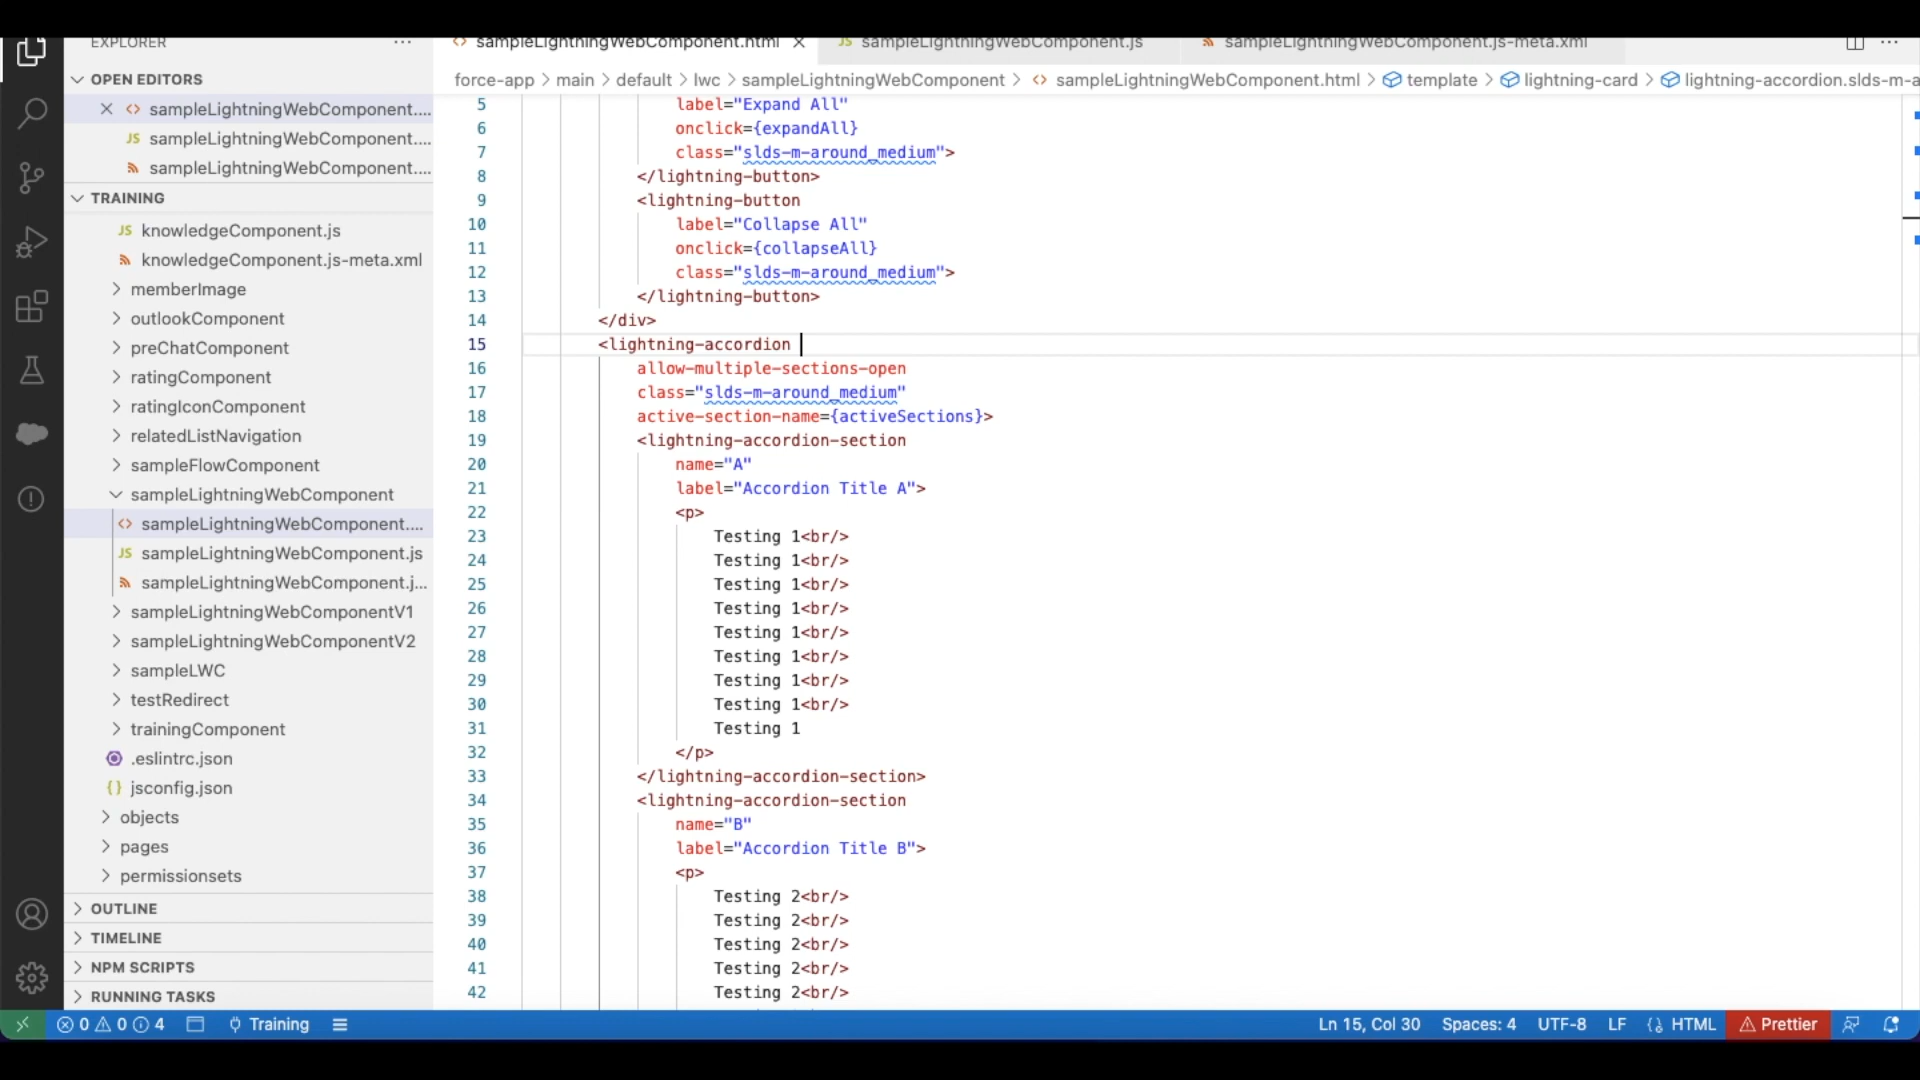 EXPLORER
OPEN EDITORS
sampleLightningWebComponent....
JS sampleLightningWebComponent....
sampleLightningWebComponent....
TRAINING
JS knowledgeComponent.js
knowledgeComponent.js-meta.xml
memberImage
outlookComponent
preChatComponent
ratingComponent
ratingIconComponent
relatedListNavigation
sampleFlowComponent
sampleLightningWebComponent
sampleLightningWebComponent....
JS sampleLightningWebComponent.js
sampleLightningWebComponent.j...
sampleLightningWebComponentV1
sampleLightningWebComponentV2
sampleLWC
testRedirect
trainingComponent
.eslintrc.json
{} jsconfig.json
objects
pages
permissionsets
OUTLINE
TIMELINE
NPM SCRIPTS
RUNNING TASKS
sampleLightningWebComponent.html
JS sampleLightningWebComponent.js
sampleLightningWebComponent.js-meta.xml
force-app > main > default > lwc > sampleLightningWebComponent > sampleLightningWebComponent.html > template > lightning-card > lightning-accordion.slds-m-a
5 label="Expand All"
6 onclick={expandAll}
7 class="slds-m-around_medium">
8 </lightning-button>
9 <lightning-button
10 label="Collapse All"
11 onclick={collapseAll}
12 class="slds-m-around_medium">
13 </lightning-button>
14 </div>
15 <lightning-accordion
16 allow-multiple-sections-open
17 class="slds-m-around_medium"
18 active-section-name={activeSections}>
19 <lightning-accordion-section
20 name="A"
21 label="Accordion Title A">
22 <p>
23 Testing 1<br/>
24 Testing 1<br/>
25 Testing 1<br/>
26 Testing 1<br/>
27 Testing 1<br/>
28 Testing 1<br/>
29 Testing 1<br/>
30 Testing 1<br/>
31 Testing 1
32 </p>
33 </lightning-accordion-section>
34 <lightning-accordion-section
35 name="B"
36 label="Accordion Title B">
37 <p>
38 Testing 2<br/>
39 Testing 2<br/>
40 Testing 2<br/>
41 Testing 2<br/>
42 Testing 2<br/>
0 0 4 Training
Ln 15, Col 30 Spaces: 4 UTF-8 LF HTML Prettier